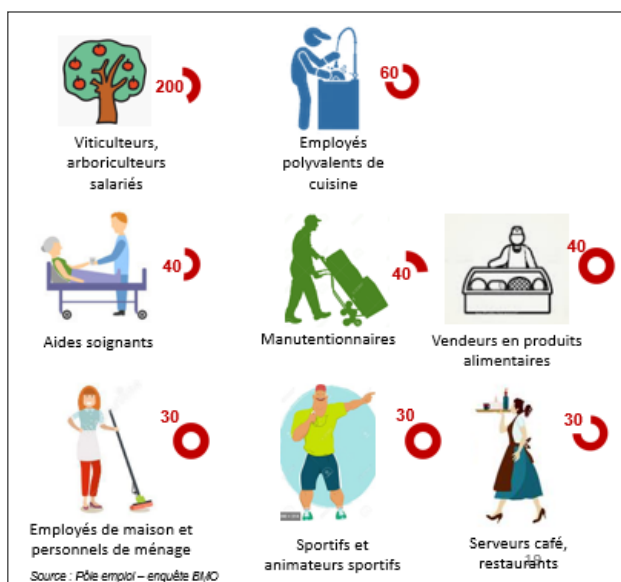 200
60
Viticulteurs,
arboriculteurs
salariés
Employés
polyvalents de
cuisine
40
40
40
Aides soignants
Manutentionnaires
Vendeurs en produits
alimentaires
30
30
30
Employés de maison et
personnels de ménage
Sportifs et
animateurs sportifs
Serveurs café,
restaurants
19
Source : Pôle emploi – enquête BMO